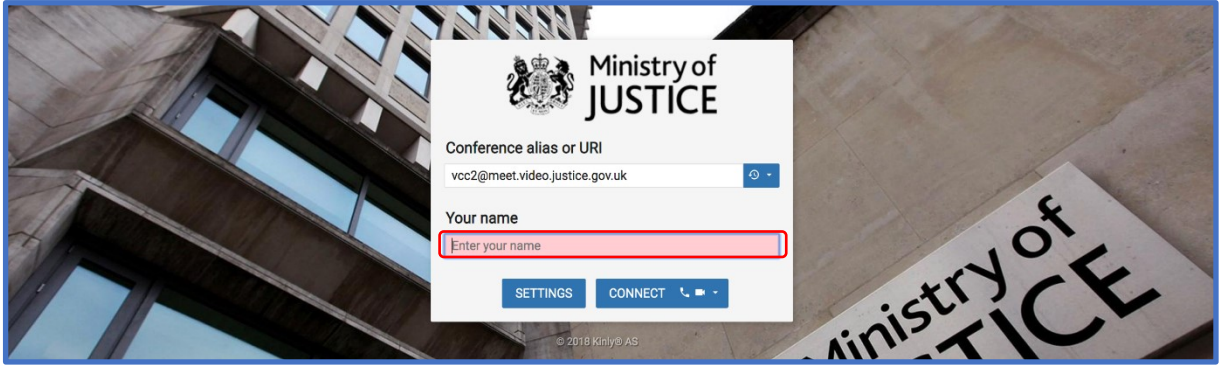 Ministry of
JUSTICE
Conference alias or URI
vcc2@meet.video.justice.gov.uk
Your name
Enter your name
SETTINGS
CONNECT
© 2018 Kinly® AS
Ministry of
JUSTICE